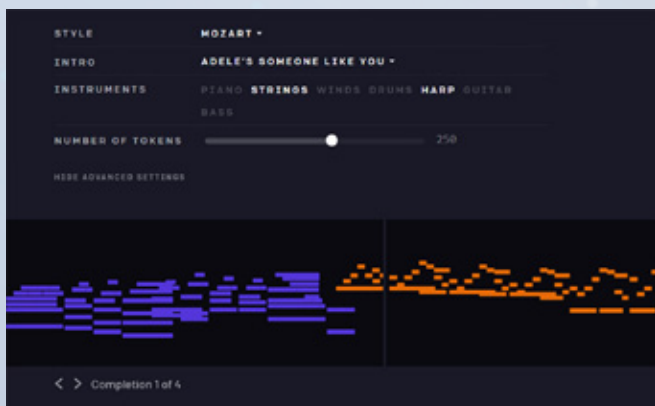 STYLE MOZART
INTRO ADELE'S SOMEONE LIKE YOU
INSTRUMENTS PIANO STRINGS WINDS DRUMS HARP GUITAR
BASS
NUMBER OF TOKENS 250
HIDE ADVANCED SETTINGS
< > Completion 1 of 4